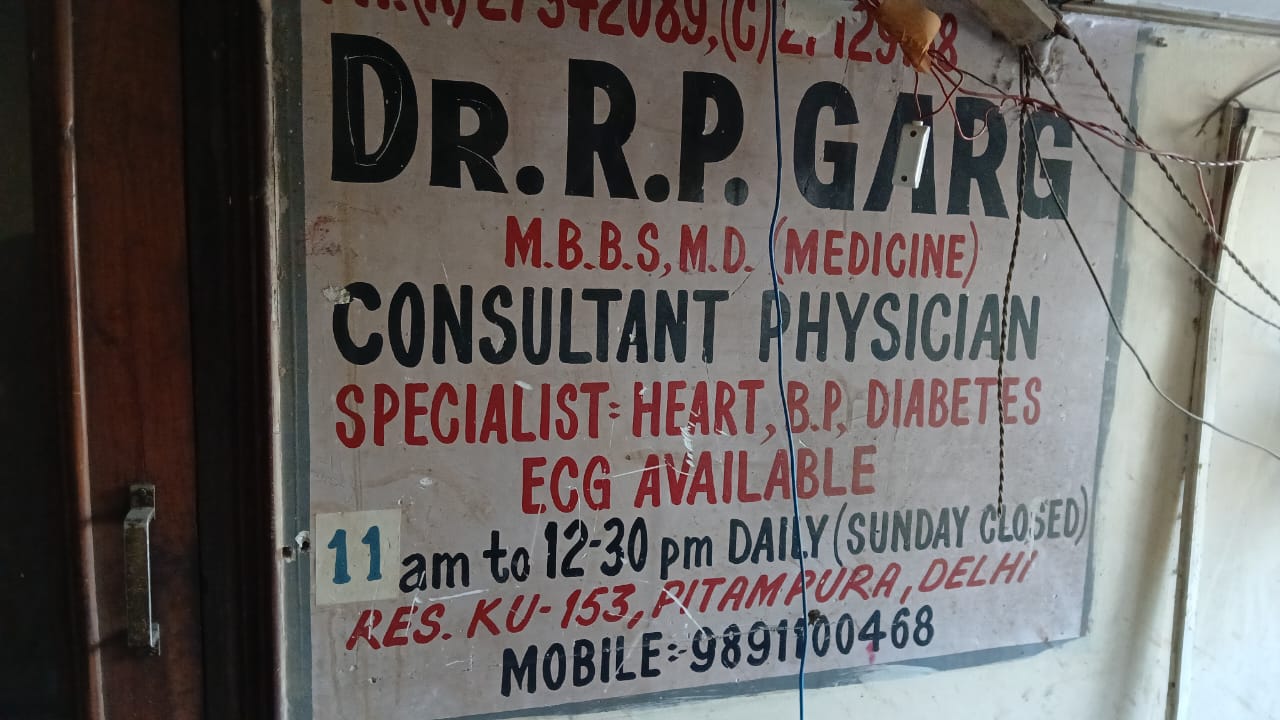 DR. R.P. GARG
M.B.B.S, M.D. (MEDICINE)
CONSULTANT PHYSICIAN
SPECIALIST: HEART, B.P, DIABETES
ECG AVAILABLE
11 am to 12-30 pm DAILY (SUNDAY CLOSED)
RES. KU-153, PITAMPURA, DELHI
MOBILE:-9891100468